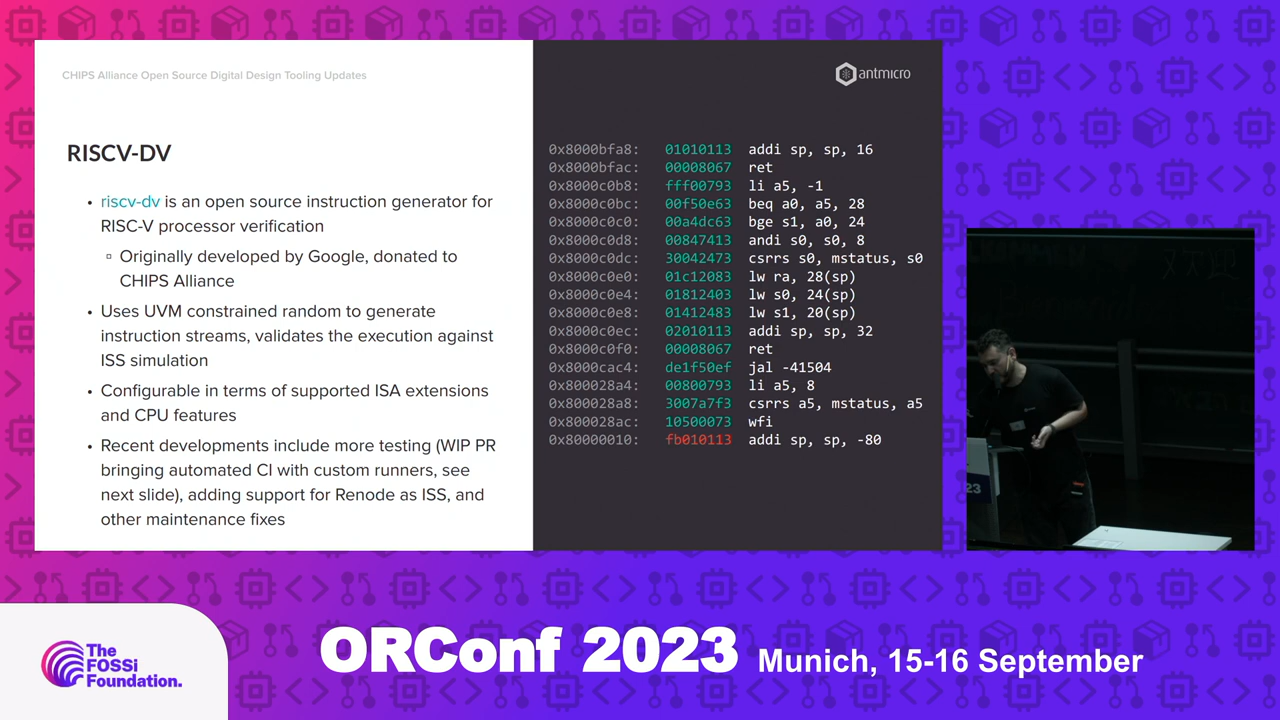 CHIPS Alliance Open Source Digital Design Tooling Updates
antmicro
RISCV-DV
• riscv-dv is an open source instruction generator for
RISC-V processor verification
▫ Originally developed by Google, donated to
CHIPS Alliance
• Uses UVM constrained random to generate
instruction streams, validates the execution against
ISS simulation
• Configurable in terms of supported ISA extensions
and CPU features
• Recent developments include more testing (WIP PR
bringing automated CI with custom runners, see
next slide), adding support for Renode as ISS, and
other maintenance fixes
0x8000bfa8: 01010113 addi sp, sp, 16
0x8000bfac: 00008067 ret
0x8000c0b8: fff00793 li a5, -1
0x8000c0bc: 00f50e63 beq a0, a5, 28
0x8000c0c0: 00a4dc63 bge s1, a0, 24
0x8000c0d8: 00847413 andi s0, s0, 8
0x8000c0dc: 30042473 csrrs s0, mstatus, s0
0x8000c0e0: 01c12083 lw ra, 28(sp)
0x8000c0e4: 01812403 lw s0, 24(sp)
0x8000c0e8: 01412483 lw s1, 20(sp)
0x8000c0ec: 02010113 addi sp, sp, 32
0x8000c0f0: 00008067 ret
0x8000cac4: de1f50ef jal -41504
0x800028a4: 00800793 li a5, 8
0x800028a8: 3007a7f3 csrrs a5, mstatus, a5
0x800028ac: 10500073 wfi
0x80000010: fb010113 addi sp, sp, -80
23
The
FOSSi
Foundation.
ORConf 2023 Munich, 15-16 September